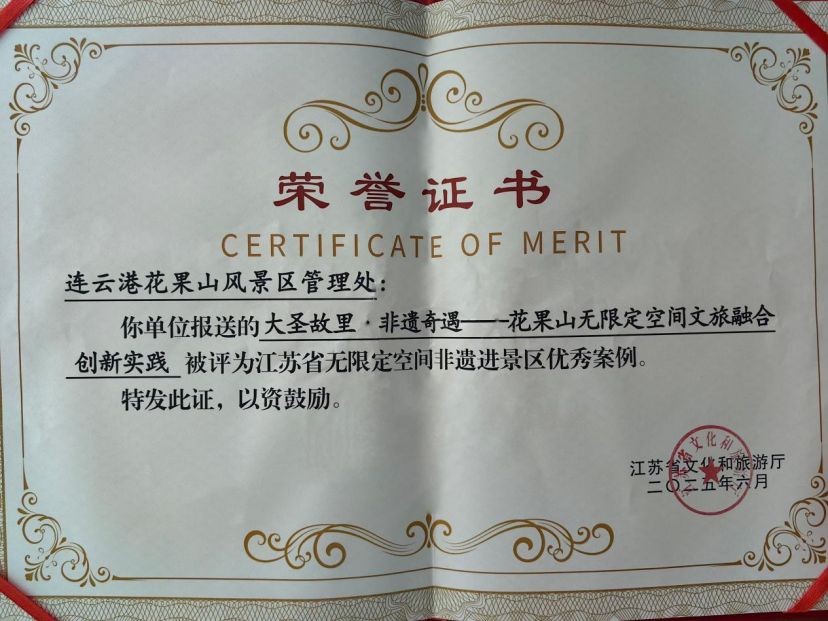 荣誉证书
CERTIFICATE OF MERIT
连云港花果山风景区管理处:
你单位报送的大圣故里·非遗奇遇——花果山无限定空间文旅融合
创新实践 被评为江苏省无限定空间非遗进景区优秀案例。
特发此证，以资鼓励。
江苏省文化和旅游厅
二〇二五年六月